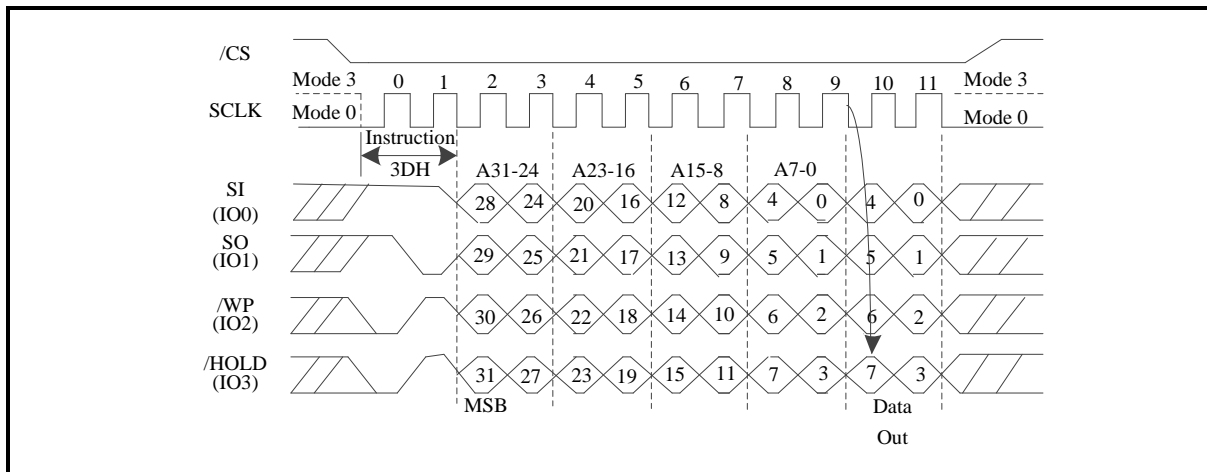 /CS
Mode 3 0 1 2 3 4 5 6 7 8 9 10 11 Mode 3
SCLK
Mode 0 Mode 0
Instruction
3DH A31-24 A23-16 A15-8 A7-0
SI
(IO0)
28 24 20 16 12 8 4 0 4 0
SO
(IO1)
29 25 21 17 13 9 5 1 5 1
/WP
(IO2)
30 26 22 18 14 10 6 2 6 2
/HOLD
(IO3)
31 27 23 19 15 11 7 3 7 3
MSB Data
Out